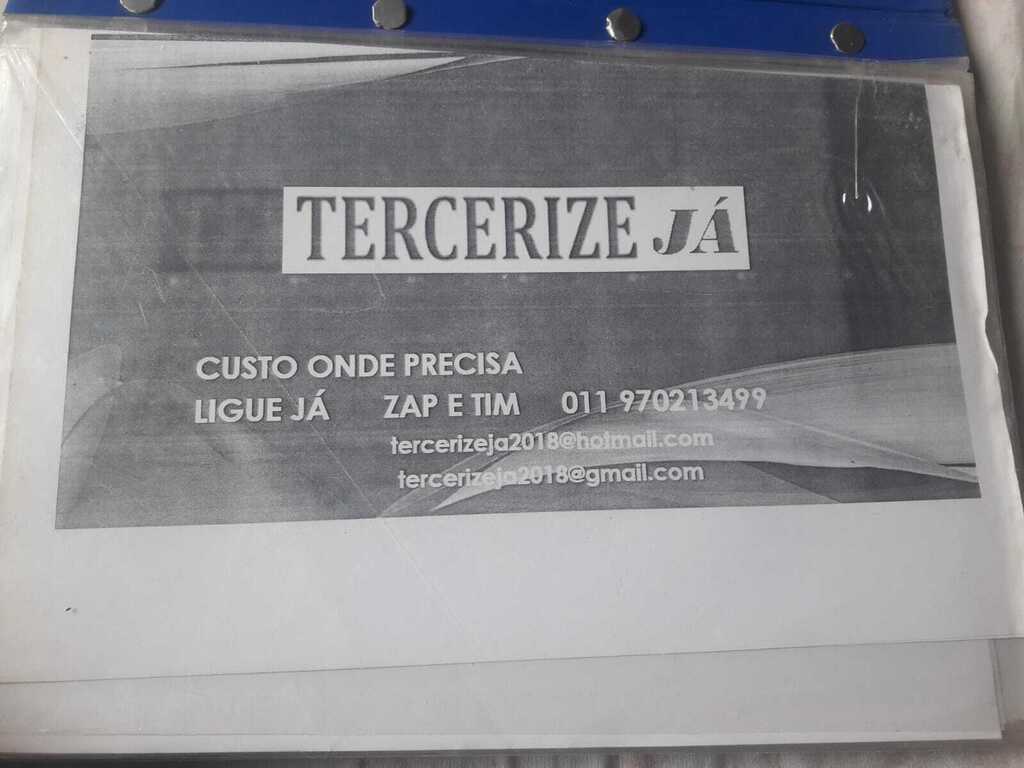 TERCERIZE JÁ
CUSTO ONDE PRECISA
LIGUE JÁ ZAP E TIM 011 970213499
tercerizeja2018@hotmail.com
tercerizeja2018@gmail.com